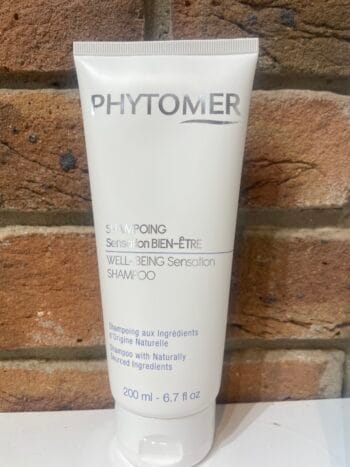 PHYTOMER
SHAMPOING
Sensation BIEN-ÊTRE
WELL-BEING Sensation
SHAMPOO
Shampoing aux Ingrédients
d'Origine Naturelle
Shampoo with Naturally
Sourced Ingredients
200 ml - 6.7 fl oz